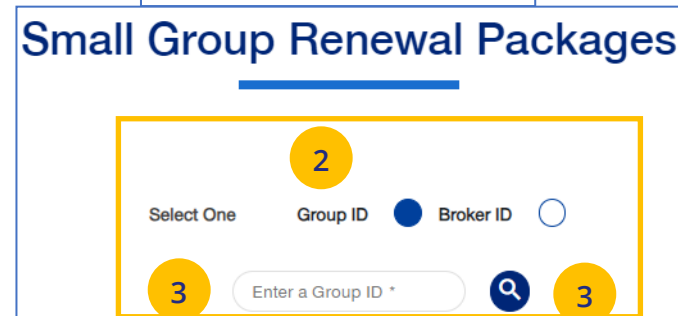 Small Group Renewal Packages
2
Select One Group ID Broker ID
3 Enter a Group ID * 3